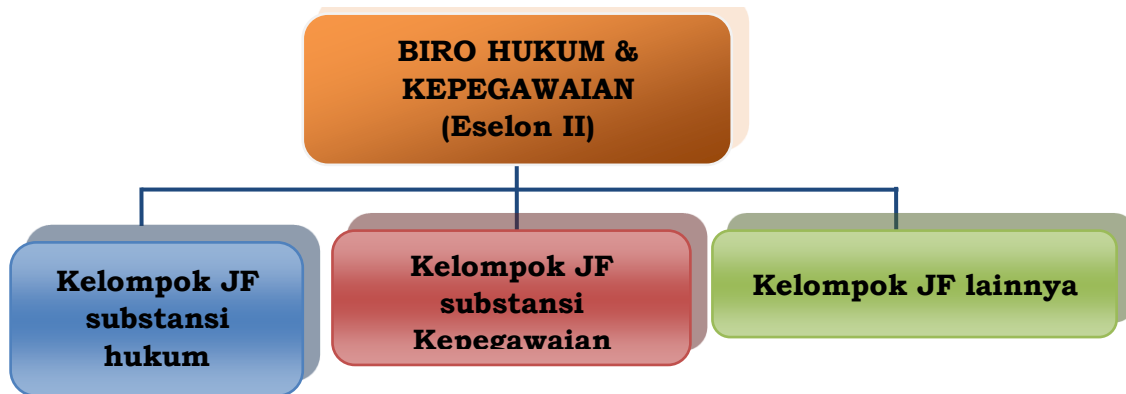 BIRO HUKUM &
KEPEGAWAIAN
(Eselon II)
Kelompok JF
substansi
hukum
Kelompok JF
substansi
Kepegawaian
Kelompok JF lainnya